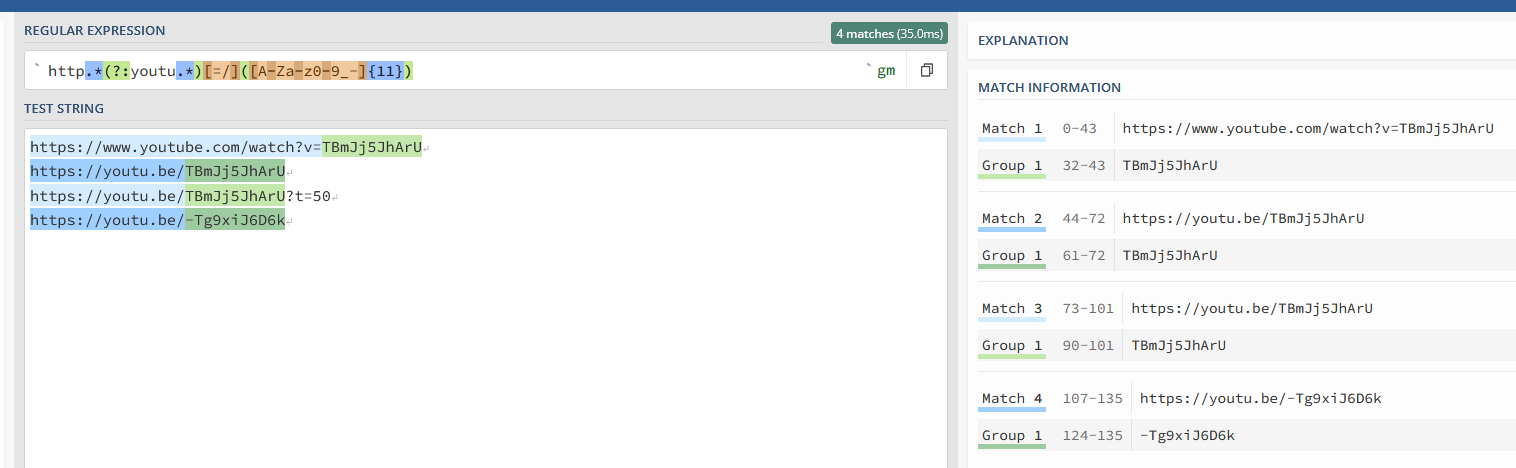 REGULAR EXPRESSION
4 matches (35.0ms)
` http.*(?:youtu.*)[=/]([A-Za-z0-9_-]{11})
` gm
TEST STRING
https://www.youtube.com/watch?v=TBmJj5JhArU
https://youtu.be/TBmJj5JhArU
https://youtu.be/TBmJj5JhArU?t=50
https://youtu.be/-Tg9xiJ6D6k
EXPLANATION
MATCH INFORMATION
Match 1 0-43 https://www.youtube.com/watch?v=TBmJj5JhArU
Group 1 32-43 TBmJj5JhArU
Match 2 44-72 https://youtu.be/TBmJj5JhArU
Group 1 61-72 TBmJj5JhArU
Match 3 73-101 https://youtu.be/TBmJj5JhArU
Group 1 90-101 TBmJj5JhArU
Match 4 107-135 https://youtu.be/-Tg9xiJ6D6k
Group 1 124-135 -Tg9xiJ6D6k